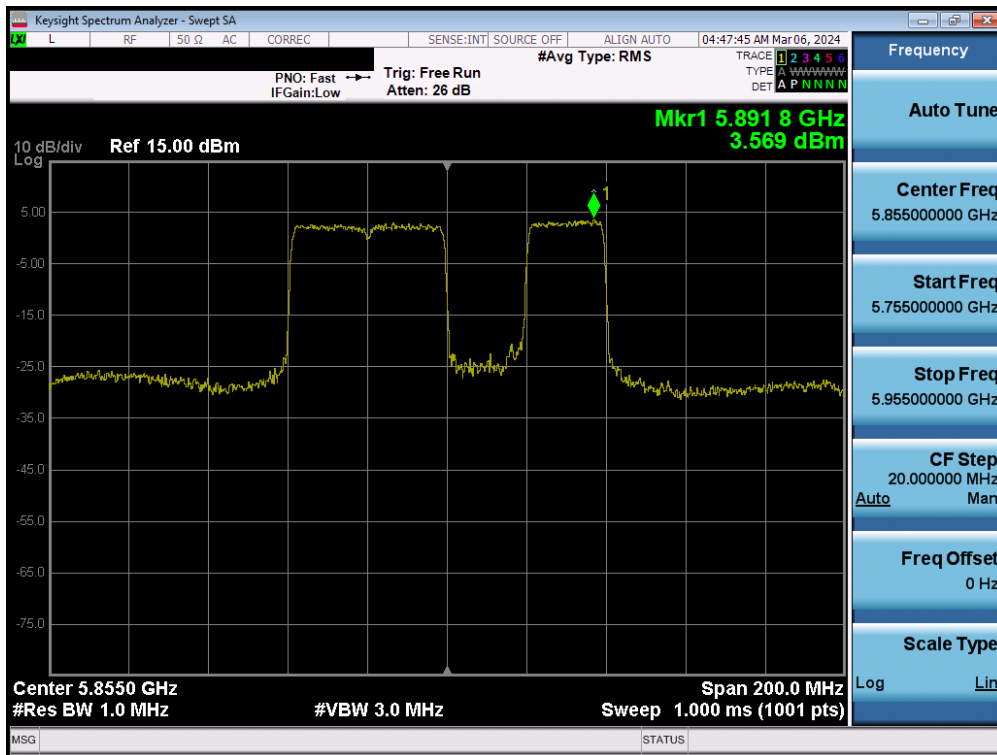 Keysight Spectrum Analyzer - Swept SA
LXI L RF 50 Ω AC CORREC SENSE:INT SOURCE OFF ALIGN AUTO 04:47:45 AM Mar 06, 2024
PNO: Fast
IFGain:Low
Trig: Free Run
Atten: 26 dB
#Avg Type: RMS
TRACE 1 2 3 4 5 6
TYPE A WWWWW
DET A P N N N N
Mkr1 5.891 8 GHz
3.569 dBm
10 dB/div Ref 15.00 dBm
Log
1
5.00
-5.00
-15.0
-25.0
-35.0
-45.0
-55.0
-65.0
-75.0
Center 5.8550 GHz Span 200.0 MHz
#Res BW 1.0 MHz #VBW 3.0 MHz Sweep 1.000 ms (1001 pts)
MSG STATUS
Frequency
Auto Tune
Center Freq
5.855000000 GHz
Start Freq
5.755000000 GHz
Stop Freq
5.955000000 GHz
CF Step
20.000000 MHz
Auto Man
Freq Offset
0 Hz
Scale Type
Log Lin